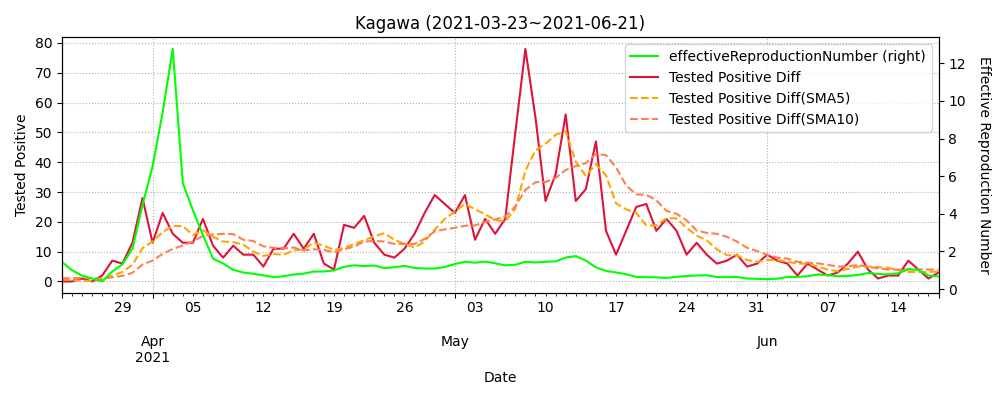 Kagawa (2021-03-23~2021-06-21)
effectiveReproductionNumber (right)
Tested Positive Diff
Tested Positive Diff(SMA5)
Tested Positive Diff(SMA10)
Tested Positive
80
70
60
50
40
30
20
10
0
Effective Reproduction Number
12
10
8
6
4
2
0
29 05 12 19 26 03 10 17 24 31 07 14
Apr May Jun
2021
Date